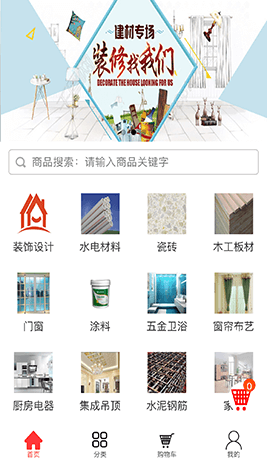 建材专场
装修找我们
DECORATE THE HOUSE LOOKING FOR US
商品搜索：请输入商品关键字
装饰设计 水电材料 瓷砖 木工板材
门窗 涂料 五金卫浴 窗帘布艺
厨房电器 集成吊顶 水泥钢筋
0
首页 分类 购物车 我的